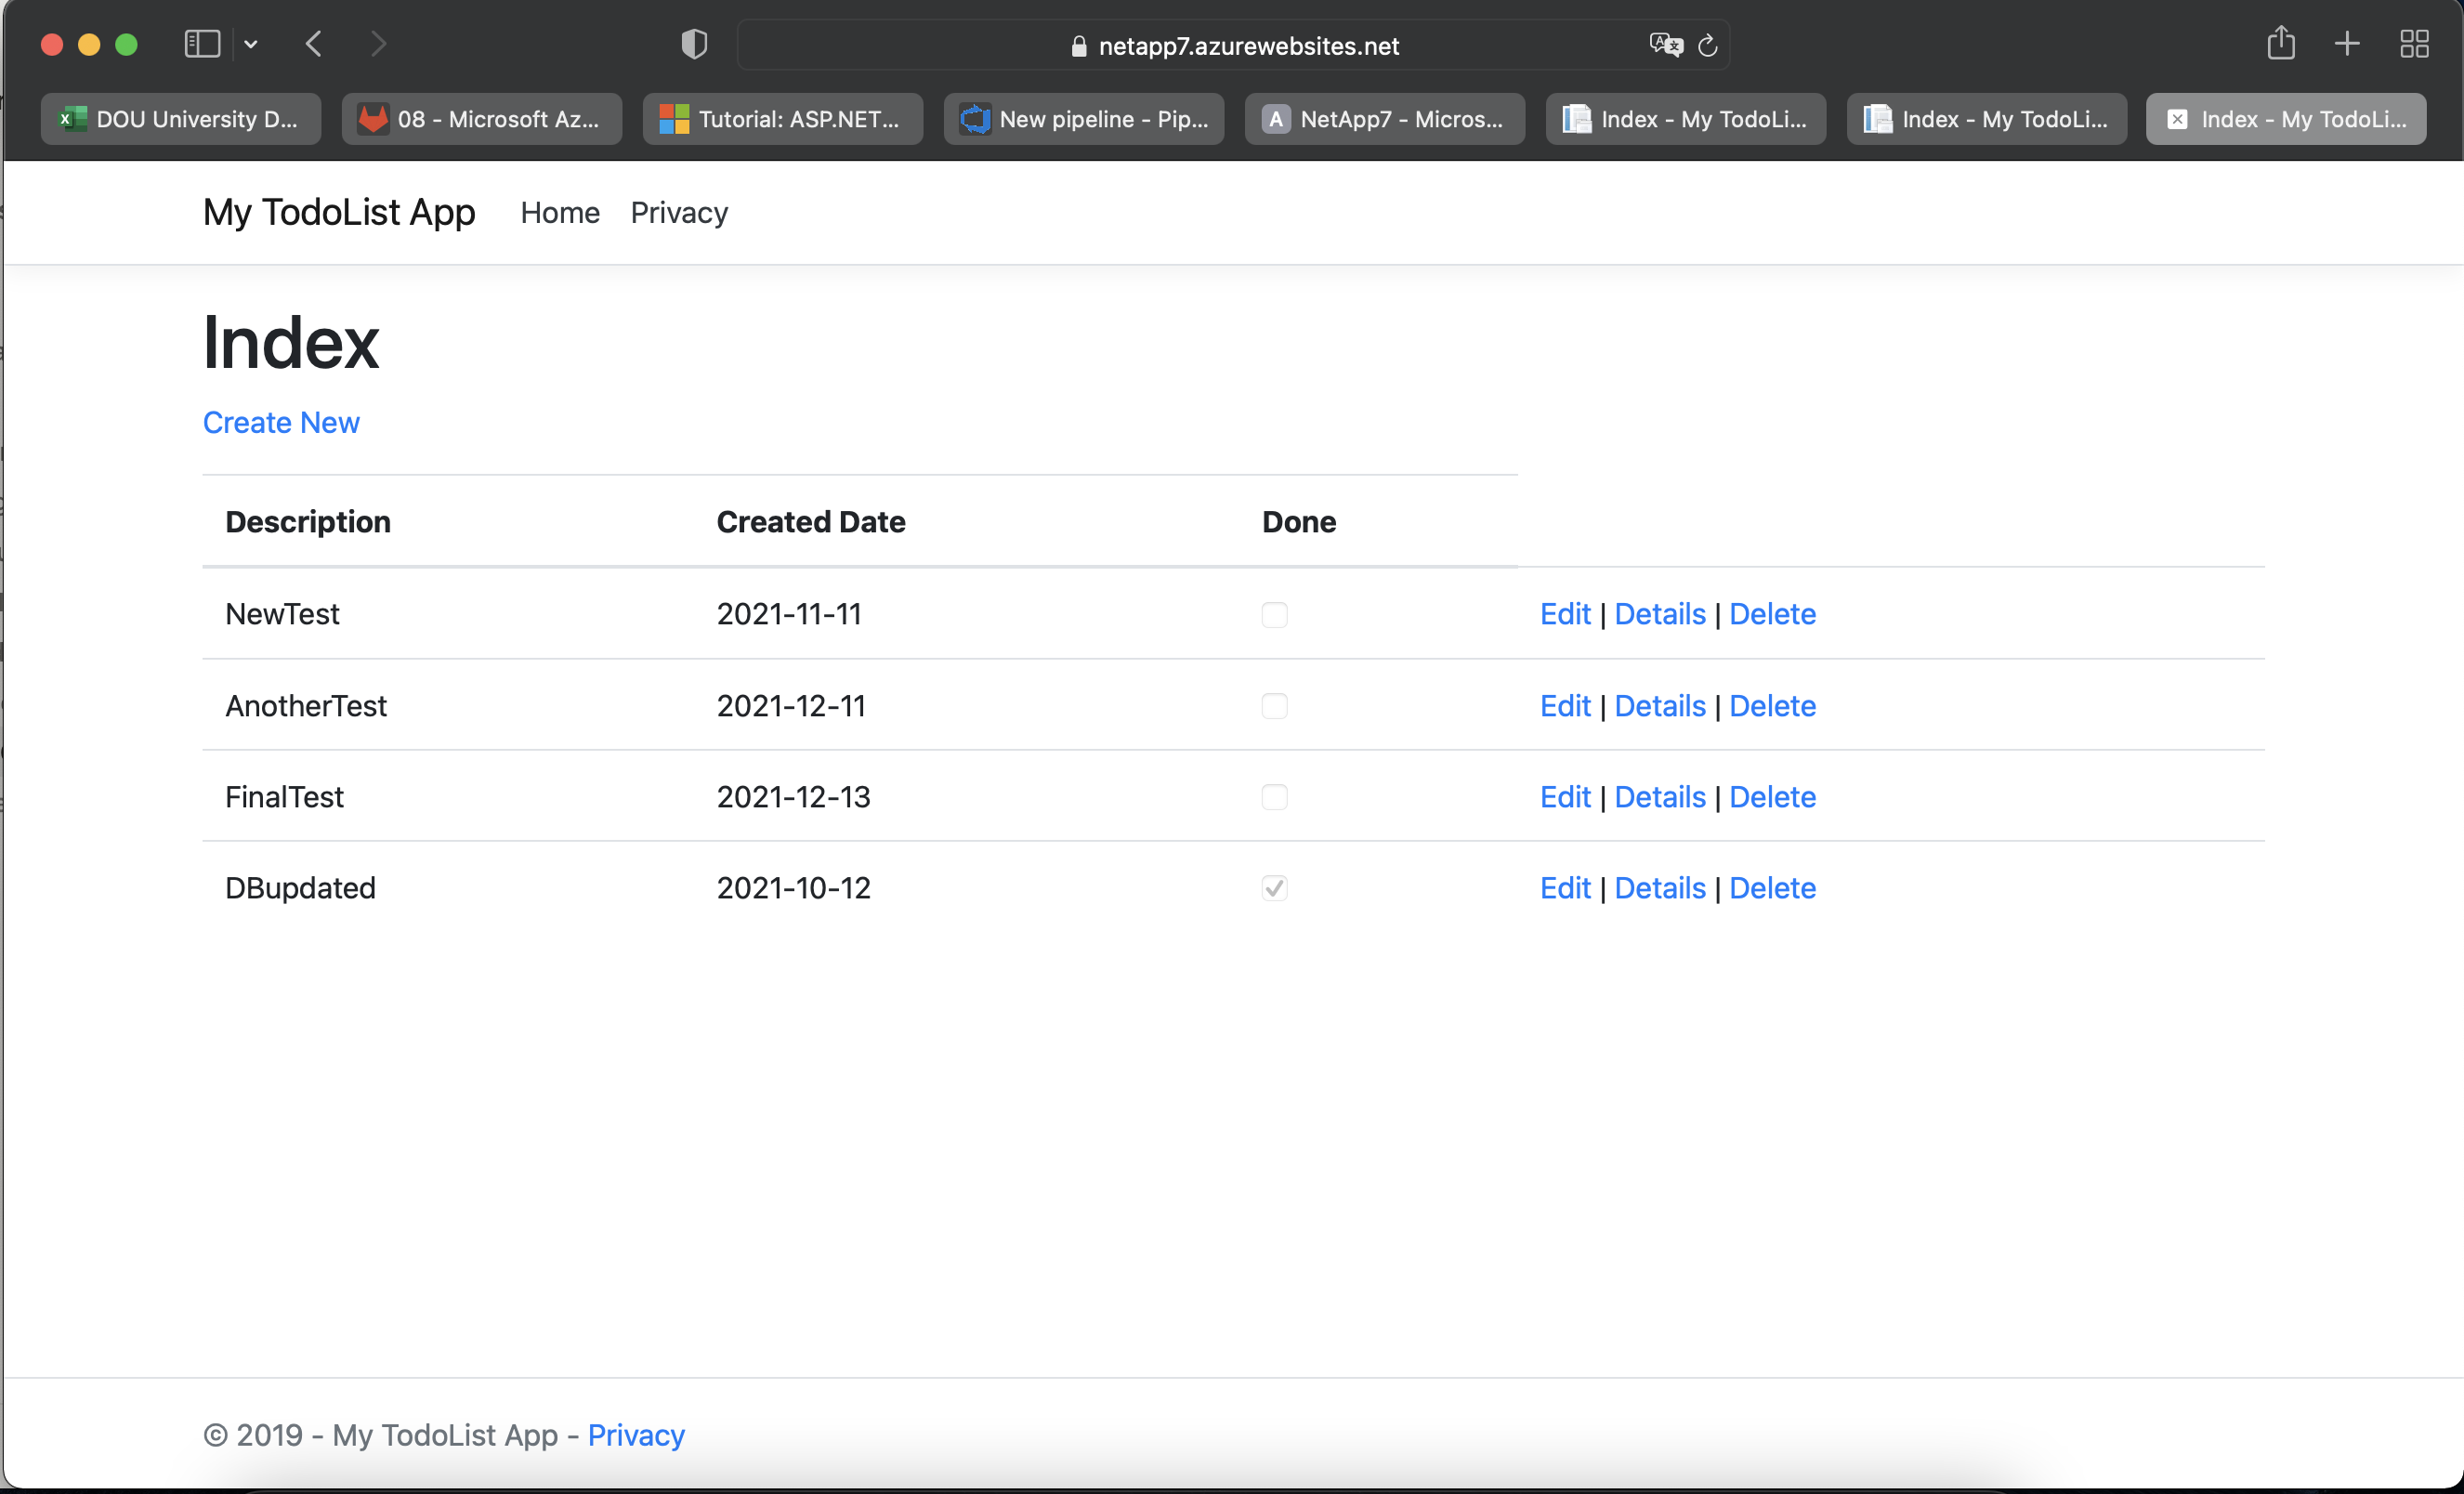 netapp7.azurewebsites.net
DOU University D...
08 - Microsoft Az...
Tutorial: ASP.NET...
New pipeline - Pip...
A NetApp7 - Micros...
Index - My TodoLi...
Index - My TodoLi...
Index - My TodoLi...
My TodoList App Home Privacy
Index
Create New
Description Created Date Done
NewTest 2021-11-11 Edit | Details | Delete
AnotherTest 2021-12-11 Edit | Details | Delete
FinalTest 2021-12-13 Edit | Details | Delete
DBupdated 2021-10-12 Edit | Details | Delete
© 2019 - My TodoList App - Privacy